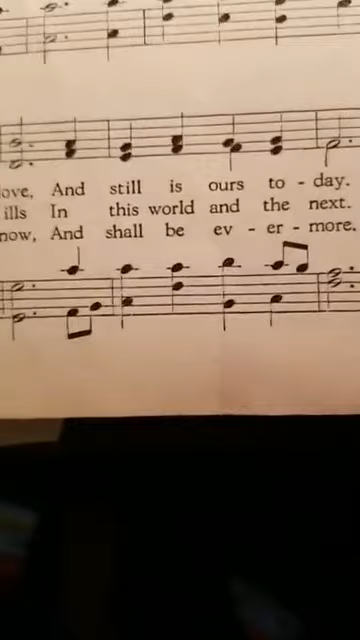 love, And still is ours to - day.
ills In this world and the next.
now, And shall be ev - er - more.